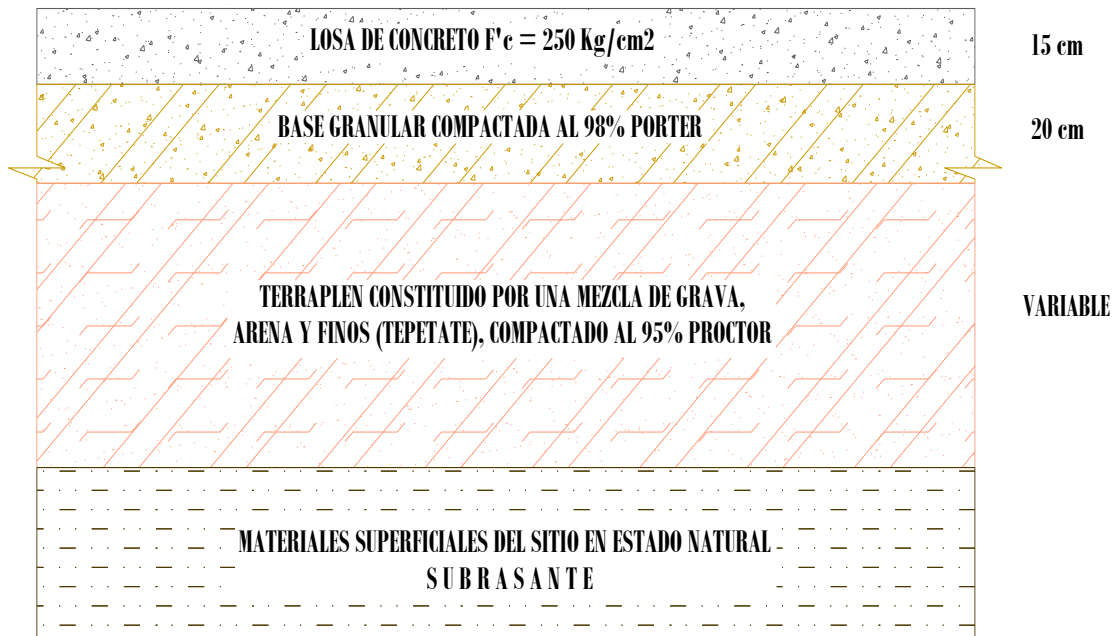 LOSA DE CONCRETO F'c = 250 Kg/cm2
15 cm
BASE GRANULAR COMPACTADA AL 98% PORTER
20 cm
TERRAPLEN CONSTITUIDO POR UNA MEZCLA DE GRAVA,
ARENA Y FINOS (TEPETATE), COMPACTADO AL 95% PROCTOR
VARIABLE
MATERIALES SUPERFICIALES DEL SITIO EN ESTADO NATURAL
S U B R A S A N T E